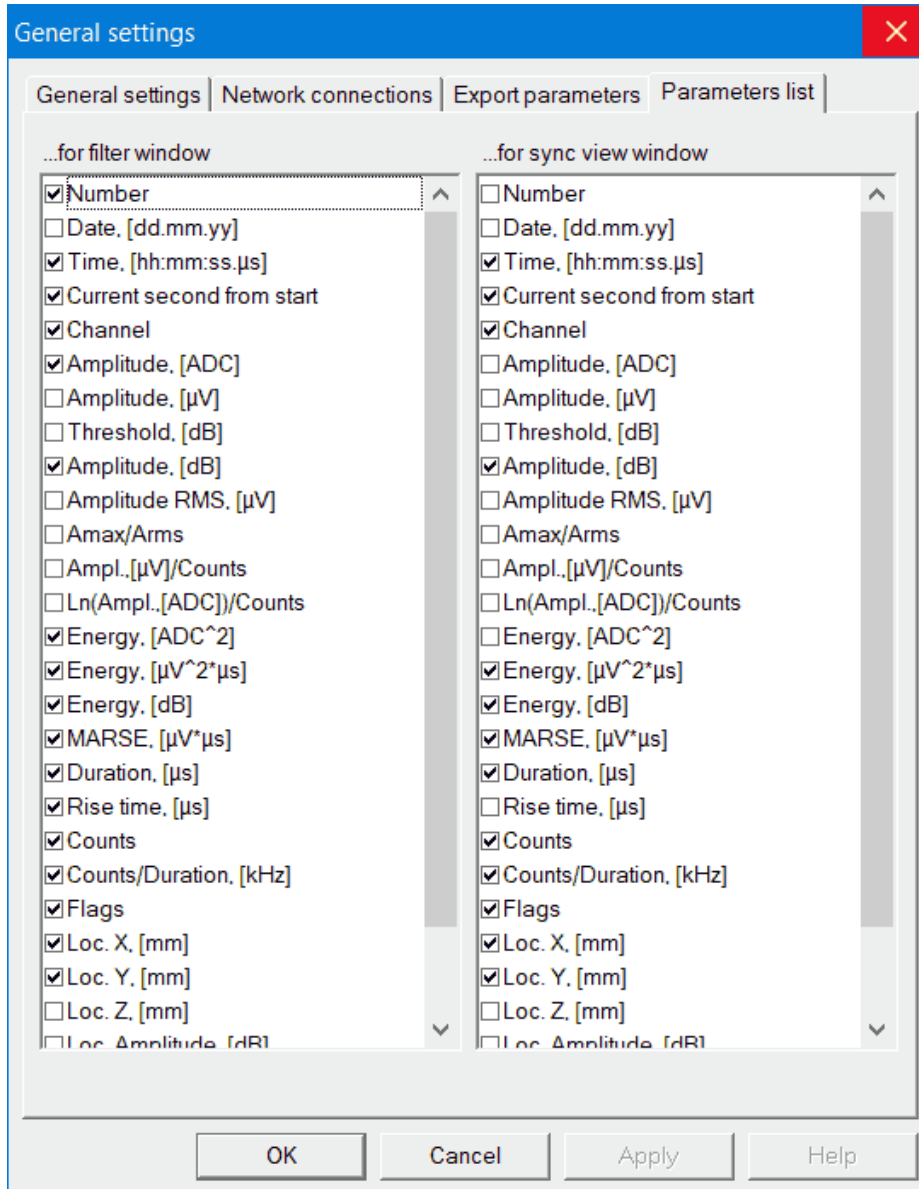 General settings
General settings Network connections Export parameters Parameters list
...for filter window
Number
Date, [dd.mm.yy]
Time, [hh:mm:ss.µs]
Current second from start
Channel
Amplitude, [ADC]
Amplitude, [µV]
Threshold, [dB]
Amplitude, [dB]
Amplitude RMS, [µV]
Amax/Arms
Ampl.,[µV]/Counts
Ln(Ampl.,[ADC])/Counts
Energy, [ADC^2]
Energy, [µV^2*µs]
Energy, [dB]
MARSE, [µV*µs]
Duration, [µs]
Rise time, [µs]
Counts
Counts/Duration, [kHz]
Flags
Loc. X, [mm]
Loc. Y, [mm]
Loc. Z, [mm]
Loc. Amplitude, [dB]
...for sync view window
Number
Date, [dd.mm.yy]
Time, [hh:mm:ss.µs]
Current second from start
Channel
Amplitude, [ADC]
Amplitude, [µV]
Threshold, [dB]
Amplitude, [dB]
Amplitude RMS, [µV]
Amax/Arms
Ampl.,[µV]/Counts
Ln(Ampl.,[ADC])/Counts
Energy, [ADC^2]
Energy, [µV^2*µs]
Energy, [dB]
MARSE, [µV*µs]
Duration, [µs]
Rise time, [µs]
Counts
Counts/Duration, [kHz]
Flags
Loc. X, [mm]
Loc. Y, [mm]
Loc. Z, [mm]
Loc. Amplitude, [dB]
OK Cancel Apply Help